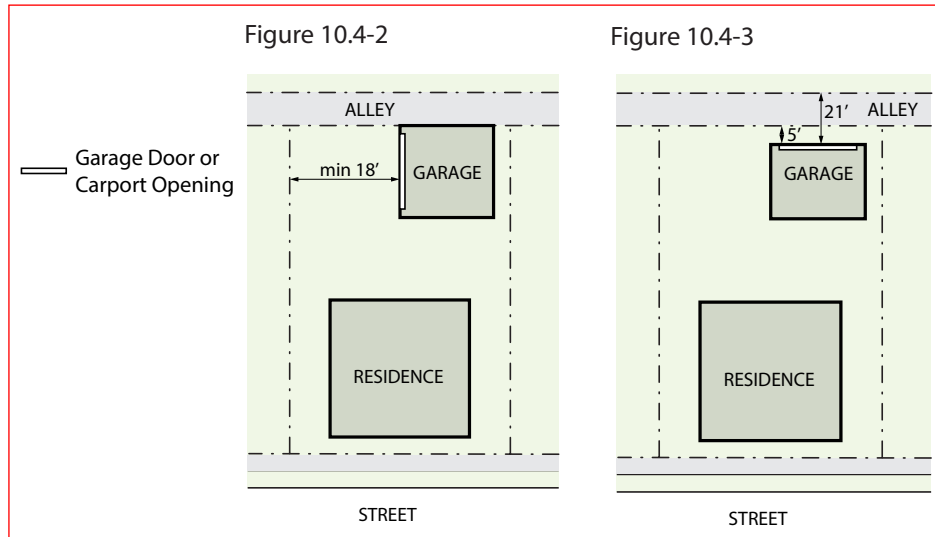 Figure 10.4-2
Figure 10.4-3
Garage Door or
Carport Opening
ALLEY
min 18′
GARAGE
RESIDENCE
STREET
21′
ALLEY
5′
GARAGE
RESIDENCE
STREET